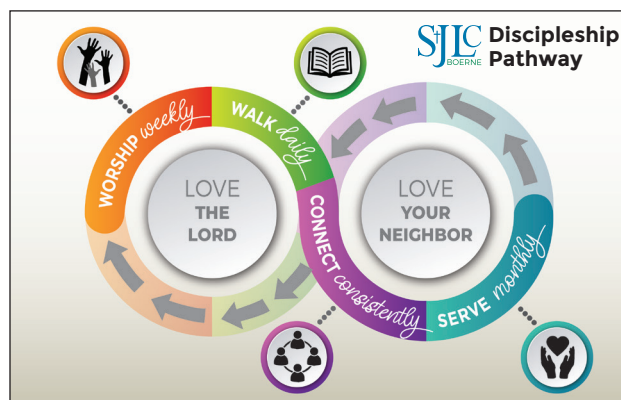 SJLC
BOERNE
Discipleship
Pathway
WORSHIP weekly
WALK daily
LOVE
THE
LORD
LOVE
YOUR
NEIGHBOR
CONNECT consistently
SERVE monthly